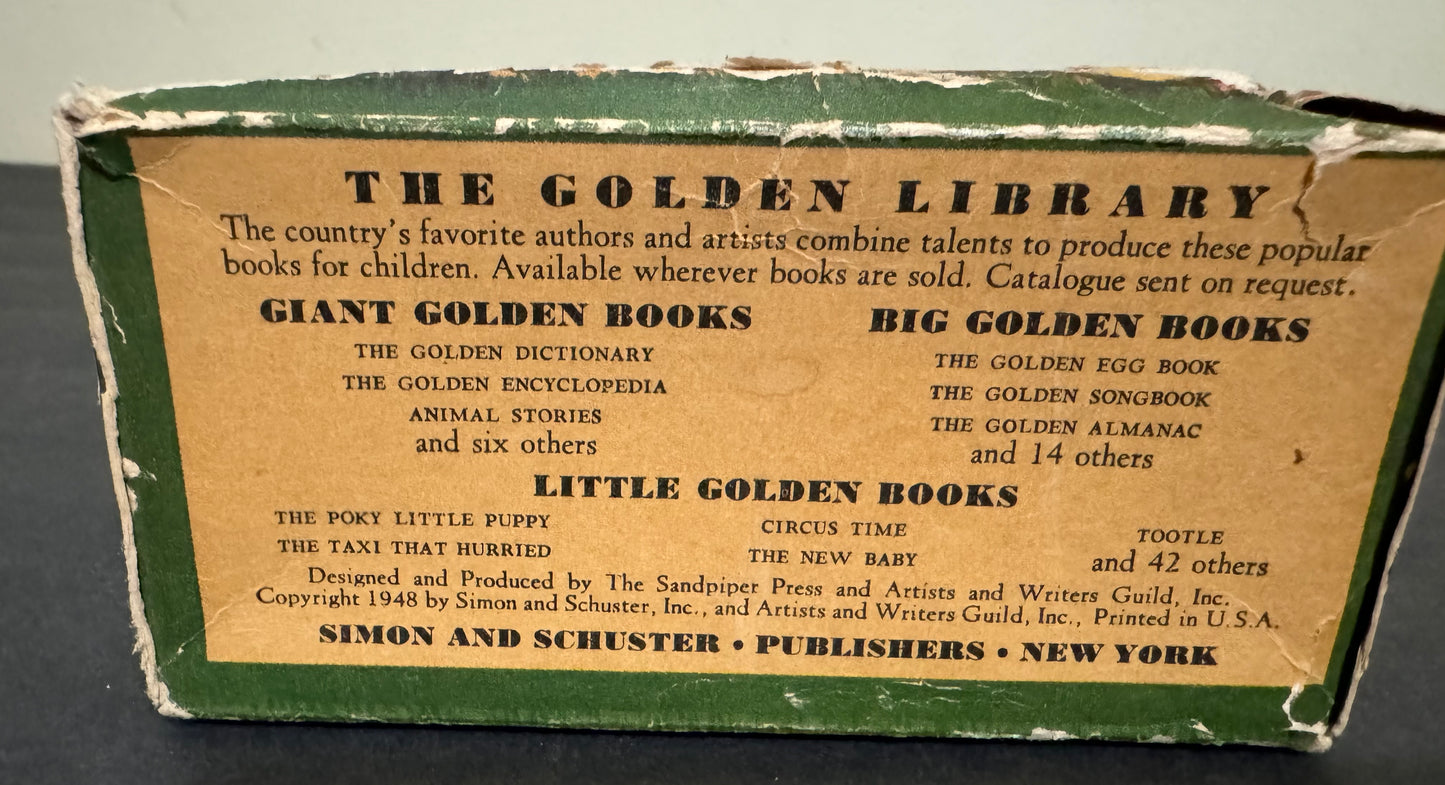 THE GOLDEN LIBRARY
The country's favorite authors and artists combine talents to produce these popular
books for children. Available wherever books are sold. Catalogue sent on request.
GIANT GOLDEN BOOKS
THE GOLDEN DICTIONARY
THE GOLDEN ENCYCLOPEDIA
ANIMAL STORIES
and six others
BIG GOLDEN BOOKS
THE GOLDEN EGG BOOK
THE GOLDEN SONGBOOK
THE GOLDEN ALMANAC
and 14 others
LITTLE GOLDEN BOOKS
THE POKY LITTLE PUPPY
THE TAXI THAT HURRIED
CIRCUS TIME
THE NEW BABY
TOOTLE
and 42 others
Designed and Produced by The Sandpiper Press and Artists and Writers Guild, Inc.
Copyright 1948 by Simon and Schuster, Inc., and Artists and Writers Guild, Inc., Printed in U.S.A.
SIMON AND SCHUSTER • PUBLISHERS • NEW YORK